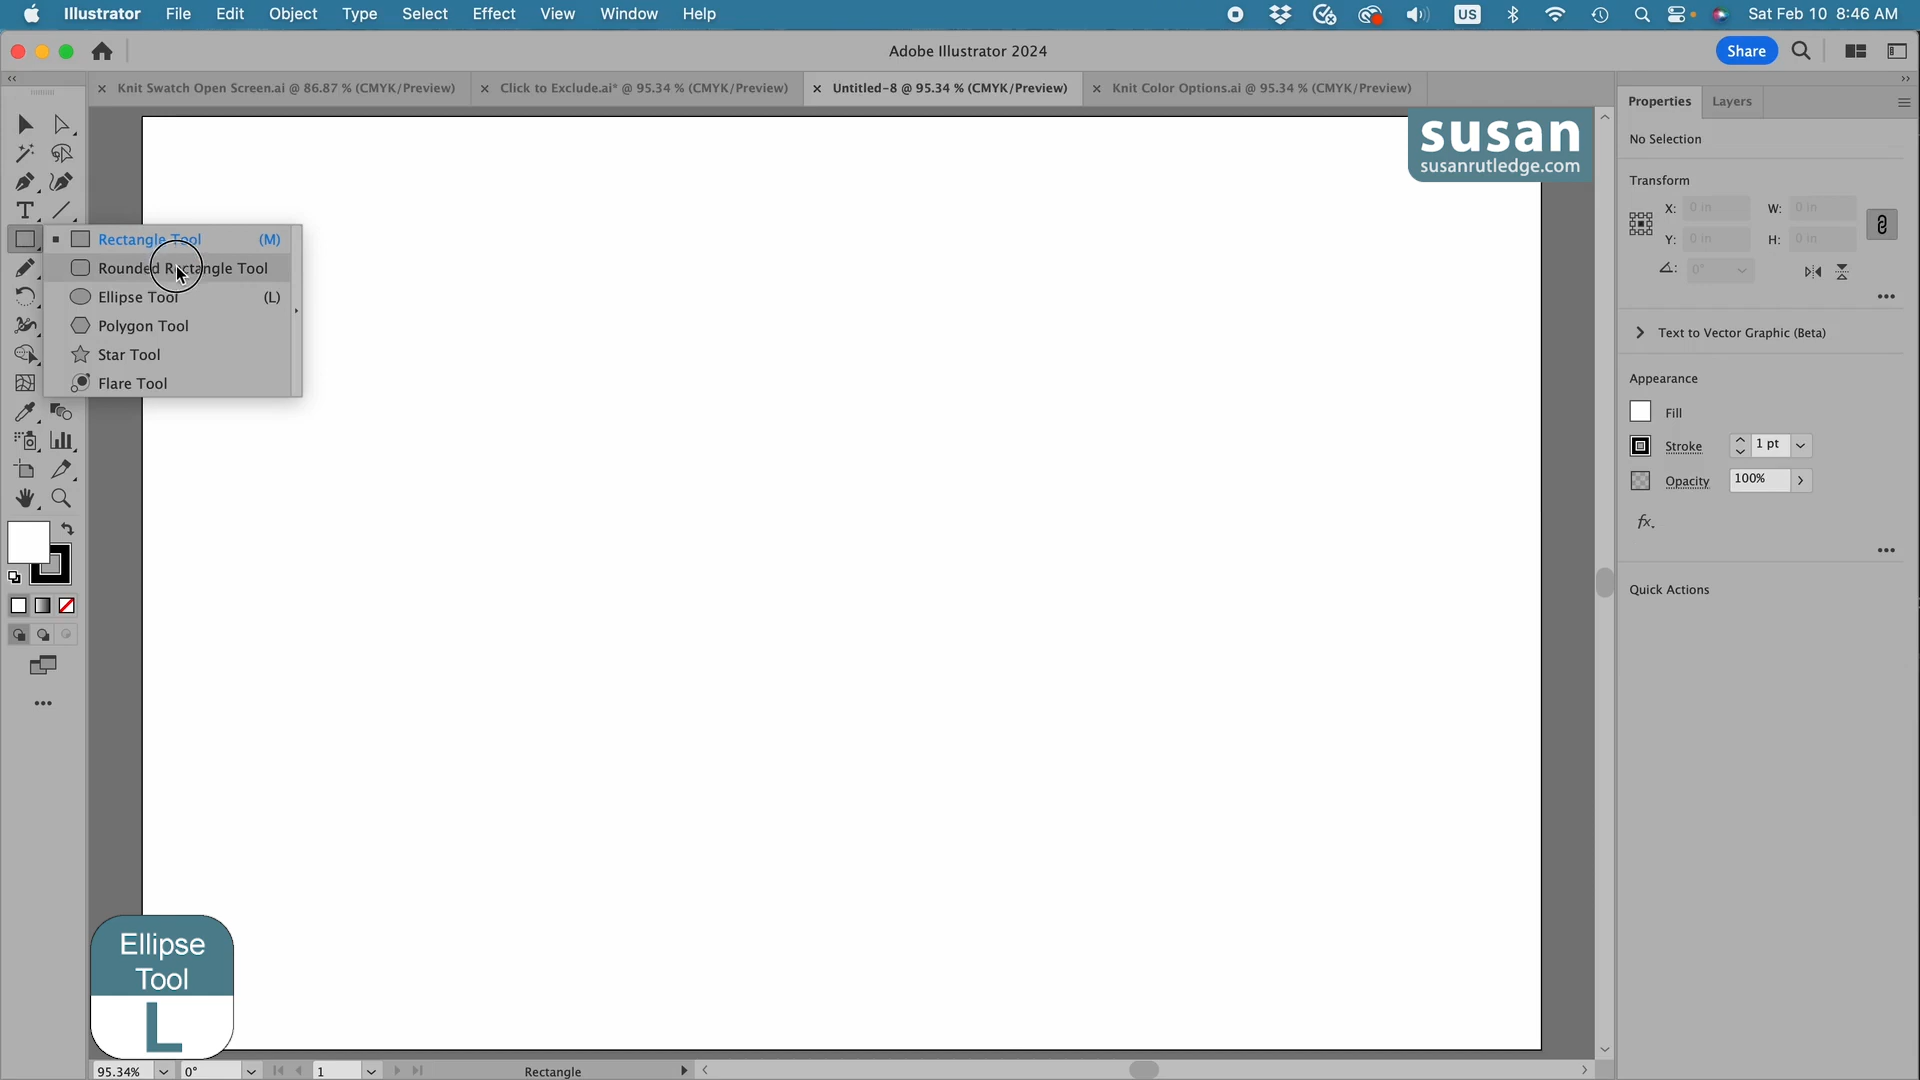 Illustrator File Edit Object Type Select Effect View Window Help US Sat Feb 10 8:46 AM
Adobe Illustrator 2024 Share
Knit Swatch Open Screen.ai @ 86.87 % (CMYK/Preview) Click to Exclude.ai* @ 95.34 % (CMYK/Preview) Untitled-8 @ 95.34 % (CMYK/Preview) Knit Color Options.ai @ 95.34 % (CMYK/Preview)
Properties Layers
No Selection
susan
susanrutledge.com
Transform
X: 0 in W: 0 in
Y: 0 in H: 0 in
0°
Rectangle Tool (M)
Rounded Rectangle Tool
Ellipse Tool (L)
Polygon Tool
Star Tool
Flare Tool
Text to Vector Graphic (Beta)
Appearance
Fill
Stroke 1 pt
Opacity 100%
fx.
Quick Actions
Ellipse
Tool
L
95.34% 0° 1 Rectangle